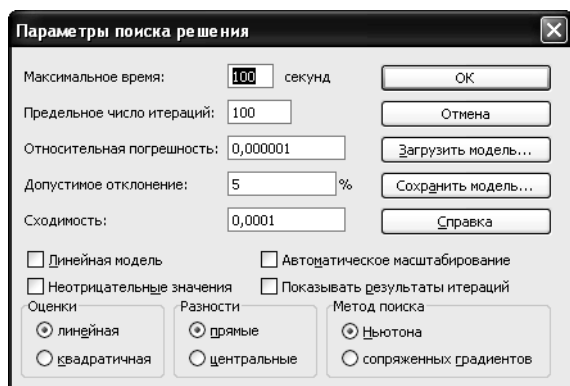 Параметры поиска решения
Максимальное время: 100 секунд ОК
Предельное число итераций: 100 Отмена
Относительная погрешность: 0,000001 Загрузить модель...
Допустимое отклонение: 5 % Сохранить модель...
Сходимость: 0,0001 Справка
Линейная модель Автоматическое масштабирование
Неотрицательные значения Показывать результаты итераций
Оценки Разности Метод поиска
линейная прямые Ньютона
квадратичная центральные сопряженных градиентов